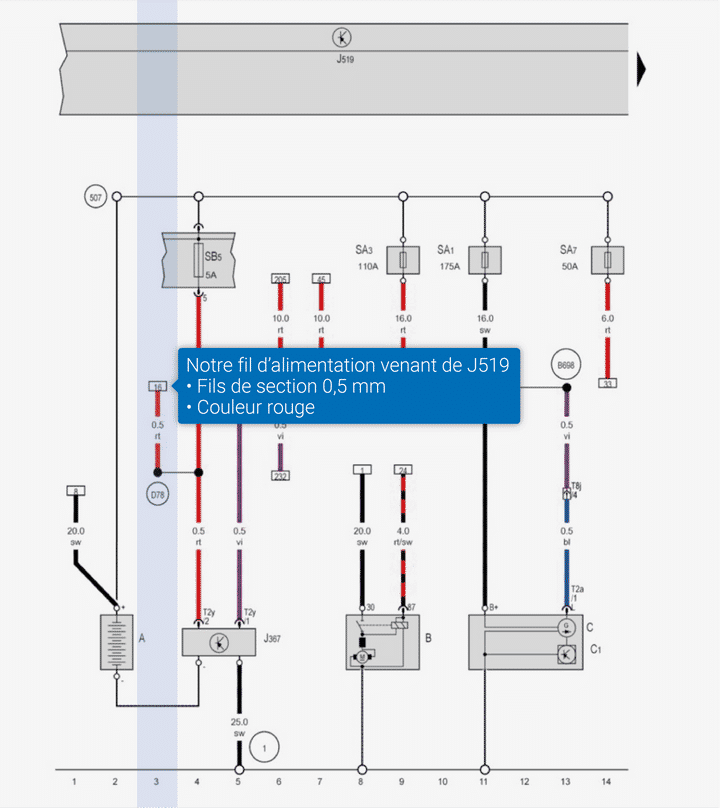 J519
507
SB5
5A
5
SA3
110A
SA1
175A
SA7
50A
205
45
10.0
rt
10.0
rt
16.0
rt
16.0
sw
6.0
rt
Notre fil d’alimentation venant de J519
• Fils de section 0,5 mm
• Couleur rouge
B698
16
33
0.5
rt
0.5
vi
0.5
vi
D78
232
1
24
8
T8j
/4
20.0
sw
0.5
rt
0.5
vi
20.0
sw
4.0
rt/sw
0.5
bl
T2y
/2
T2y
/1
T2a
/1
+
30
87
B+
L
A
J367
M
B
G
C
C1
-
-
25.0
sw
1
1 2 3 4 5 6 7 8 9 10 11 12 13 14